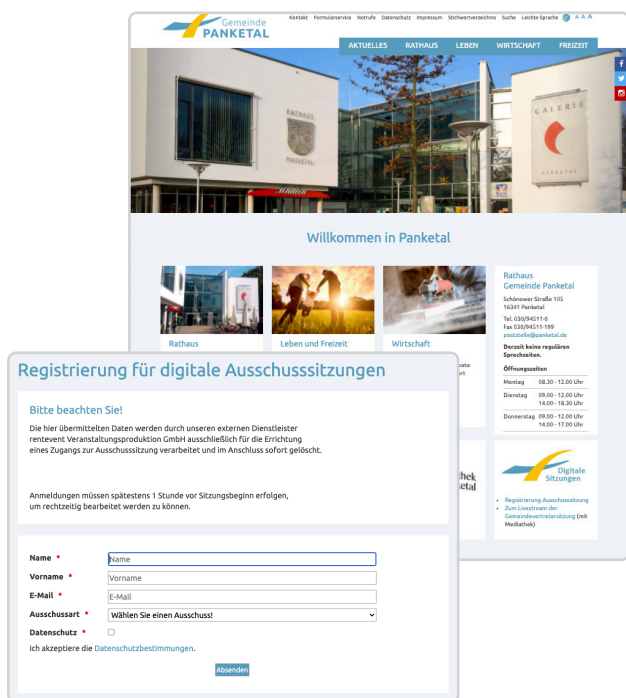 Gemeinde
PANKETAL
Kontakt Formularservice Notrufe Datenschutz Impressum Stichwortverzeichnis Suche Leichte Sprache A A A
AKTUELLES RATHAUS LEBEN WIRTSCHAFT FREIZEIT
RATHAUS
PANKETAL
GALERIE
PANKETAL
Willkommen in Panketal
Rathaus
Leben und Freizeit
Wirtschaft
Rathaus
Gemeinde Panketal
Schönower Straße 105
16341 Panketal
Tel. 030/94511-0
Fax 030/94511-199
poststelle@panketal.de
Derzeit keine regulären
Sprechzeiten.
Öffnungszeiten
Montag 08.30 - 12.00 Uhr
Dienstag 09.00 - 12.00 Uhr
14.00 - 18.30 Uhr
Donnerstag 09.00 - 12.00 Uhr
14.00 - 17.00 Uhr
Digitale
Sitzungen
Registrierung Ausschusssitzung
Zum Livestream der
Gemeindevertretersitzung (mit
Mediathek)
Registrierung für digitale Ausschusssitzungen
Bitte beachten Sie!
Die hier übermittelten Daten werden durch unseren externen Dienstleister
rentevent Veranstaltungsproduktion GmbH ausschließlich für die Errichtung
eines Zugangs zur Ausschusssitzung verarbeitet und im Anschluss sofort gelöscht.
Anmeldungen müssen spätestens 1 Stunde vor Sitzungsbeginn erfolgen,
um rechtzeitig bearbeitet werden zu können.
Name * Name
Vorname * Vorname
E-Mail * E-Mail
Ausschussart * Wählen Sie einen Ausschuss!
Datenschutz *
Ich akzeptiere die Datenschutzbestimmungen.
Absenden